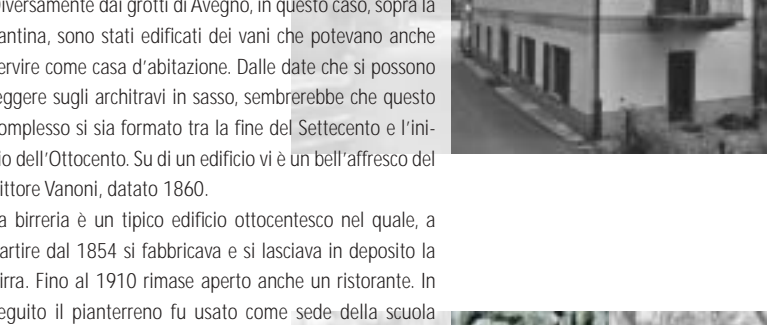 iversamente dai grotti di Avegno, in questo caso, sopra la
antina, sono stati edificati dei vani che potevano anche
ervire come casa d'abitazione. Dalle date che si possono
eggere sugli architravi in sasso, sembrerebbe che questo
omplesso si sia formato tra la fine del Settecento e l'ini-
io dell'Ottocento. Su di un edificio vi è un bell'affresco del
ittore Vanoni, datato 1860.
a birreria è un tipico edificio ottocentesco nel quale, a
artire dal 1854 si fabbricava e si lasciava in deposito la
irra. Fino al 1910 rimase aperto anche un ristorante. In
eguito il pianterreno fu usato come sede della scuola